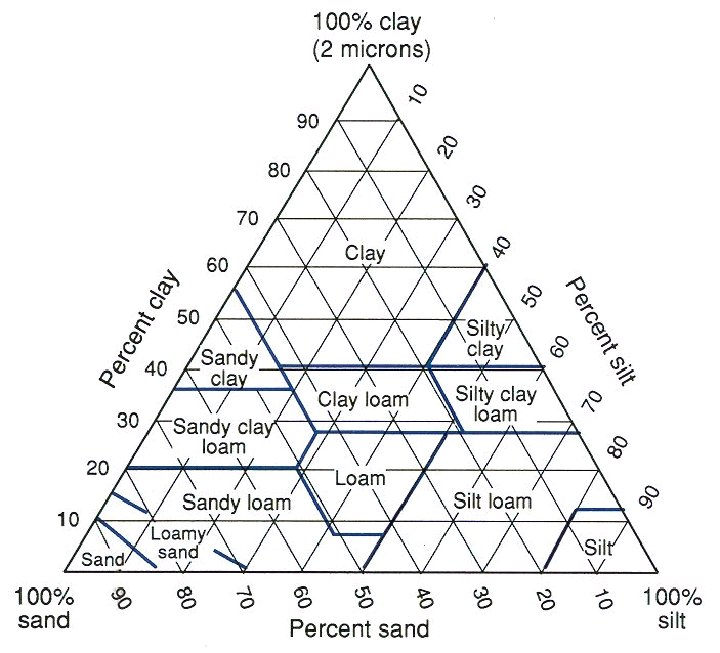 100% clay
(2 microns)
10
90
20
80
30
70
Clay
40
60
Percent clay
50
Percent silt
50
Silty
clay
60
Sandy
clay
40
Clay loam
Silty clay
loam
70
30
Sandy clay
loam
80
20
Loam
Sandy loam
Silt loam
90
10
Loamy
sand
Sand
Silt
100%
sand
90
80
70
60
50
40
30
20
10
100%
silt
Percent sand